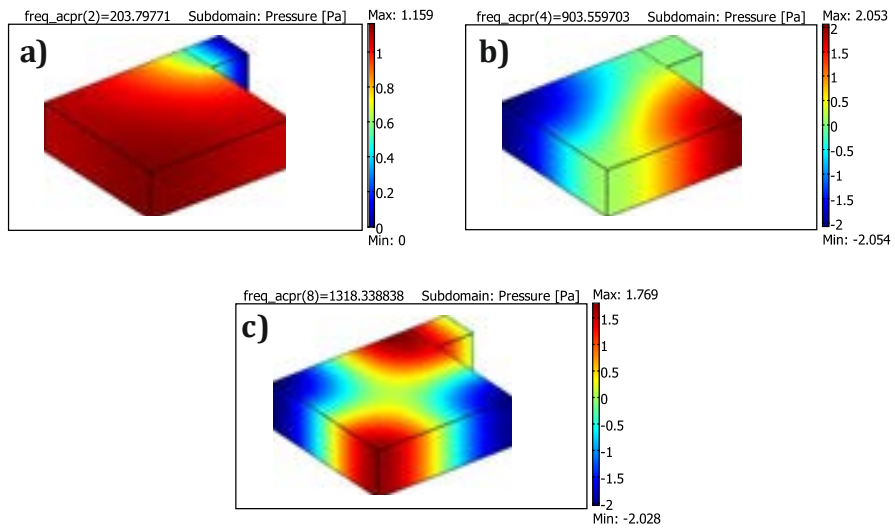 freq_acpr(2)=203.79771 Subdomain: Pressure [Pa] Max: 1.159
a)
1
0.8
0.6
0.4
0.2
0
Min: 0
freq_acpr(4)=903.559703 Subdomain: Pressure [Pa] Max: 2.053
b)
2
1.5
1
0.5
0
-0.5
-1
-1.5
-2
Min: -2.054
freq_acpr(8)=1318.338838 Subdomain: Pressure [Pa] Max: 1.769
c)
1.5
1
0.5
0
-0.5
-1
-1.5
-2
Min: -2.028